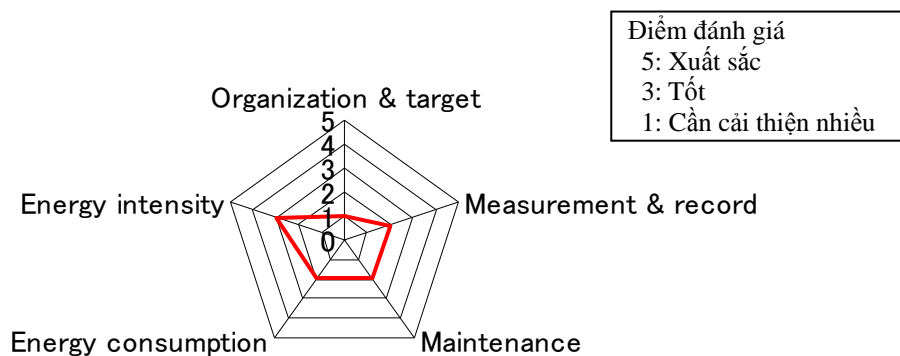 Điểm đánh giá
5: Xuất sắc
3: Tốt
1: Cần cải thiện nhiều
Organization & target
5
4
3
2
1
0
Energy intensity
Measurement & record
Energy consumption
Maintenance